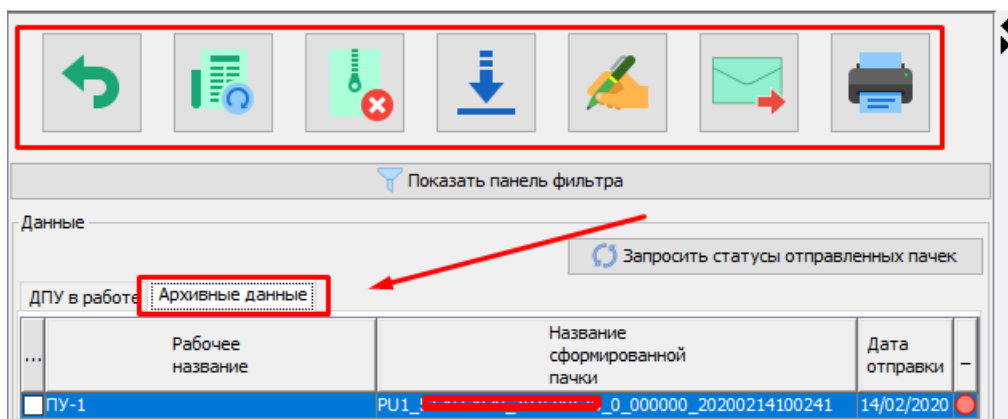 Показать панель фильтра
Данные
Запросить статусы отправленных пачек
ДПУ в работе Архивные данные
... Рабочее название Название сформированной пачки Дата отправки –
ПУ-1 PU1_ _0_000000_20200214100241 14/02/2020